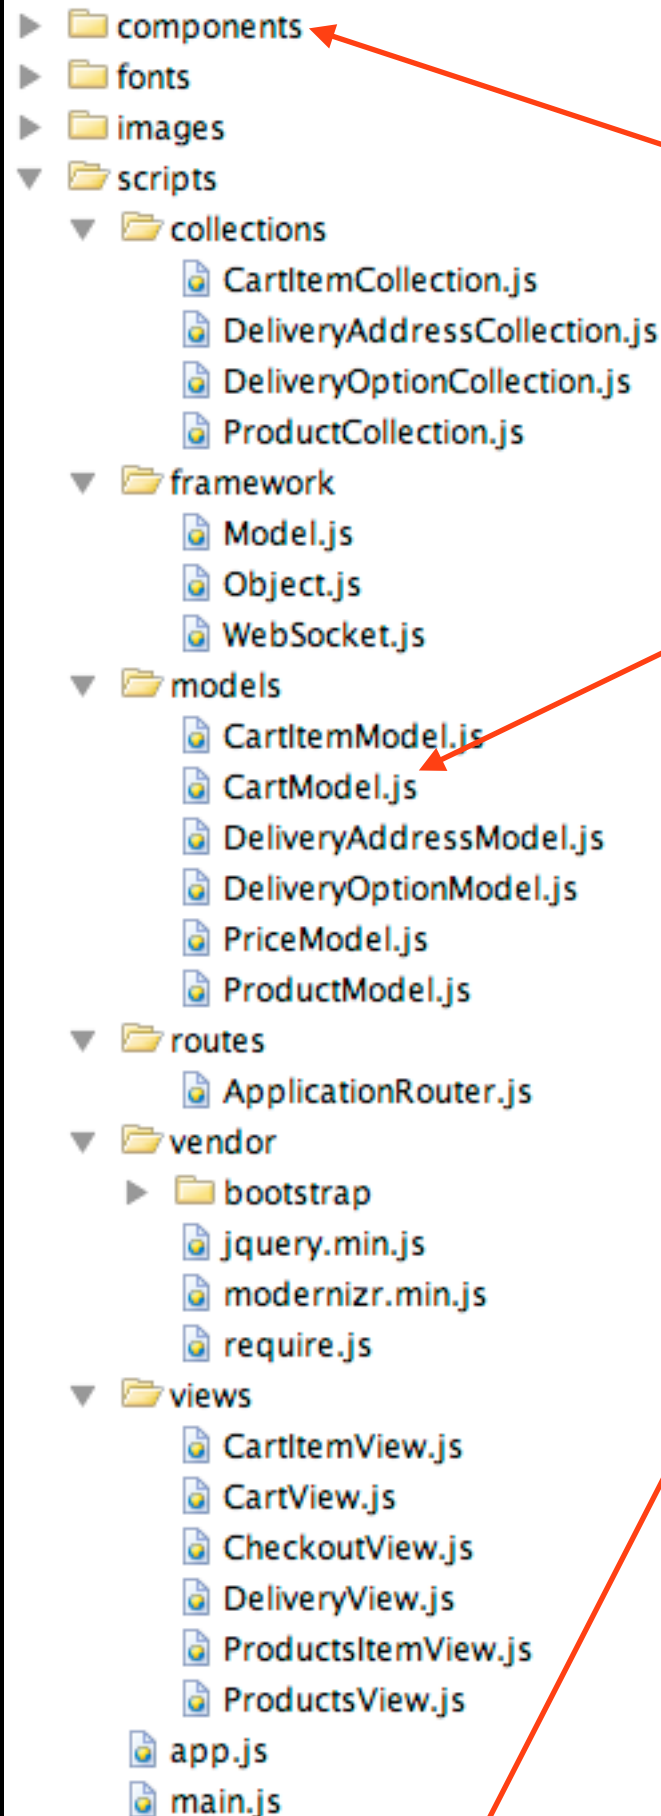 components
fonts
images
scripts
collections
CartItemCollection.js
DeliveryAddressCollection.js
DeliveryOptionCollection.js
ProductCollection.js
framework
Model.js
Object.js
WebSocket.js
models
CartItemModel.js
CartModel.js
DeliveryAddressModel.js
DeliveryOptionModel.js
PriceModel.js
ProductModel.js
routes
ApplicationRouter.js
vendor
bootstrap
jquery.min.js
modernizr.min.js
require.js
views
CartItemView.js
CartView.js
CheckoutView.js
DeliveryView.js
ProductsItemView.js
ProductsView.js
app.js
main.js